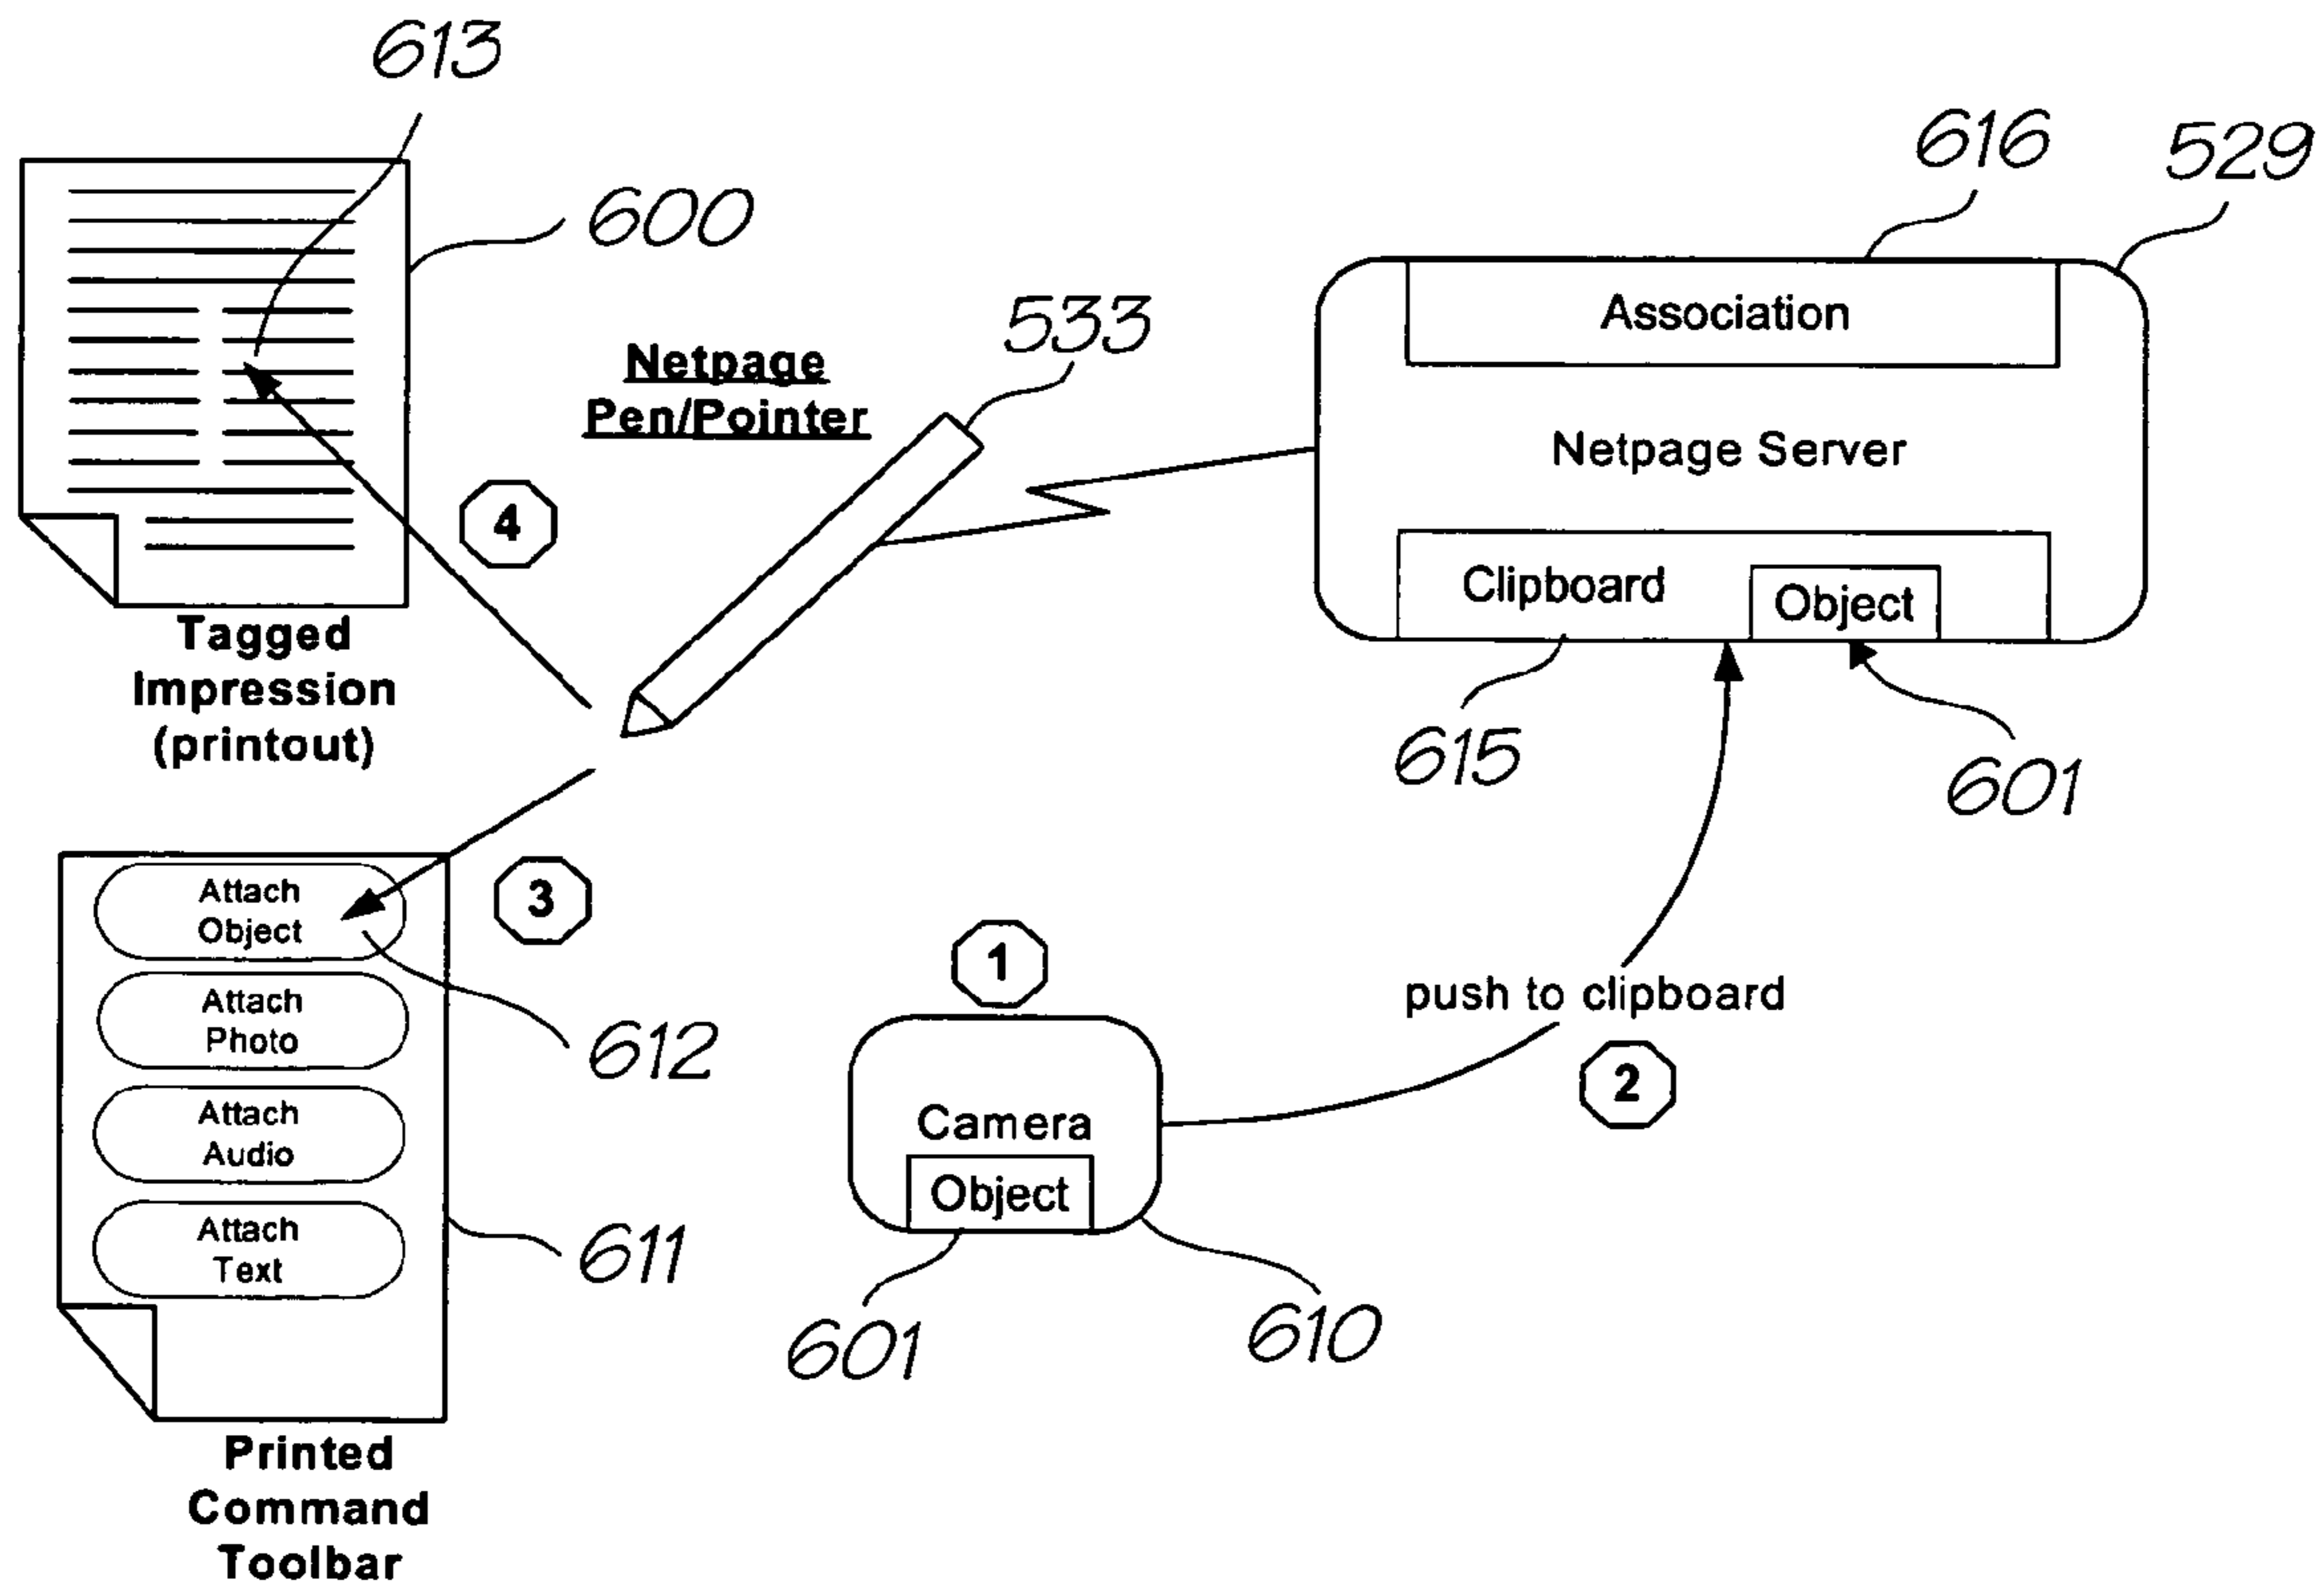 613
600
616
529
533
Netpage
Pen/Pointer
Association
Netpage Server
Clipboard
Object
4
Tagged
Impression
(printout)
615
601
3
Attach
Object
Attach
Photo
Attach
Audio
Attach
Text
612
611
Printed
Command
Toolbar
1
Camera
Object
601
610
push to clipboard
2